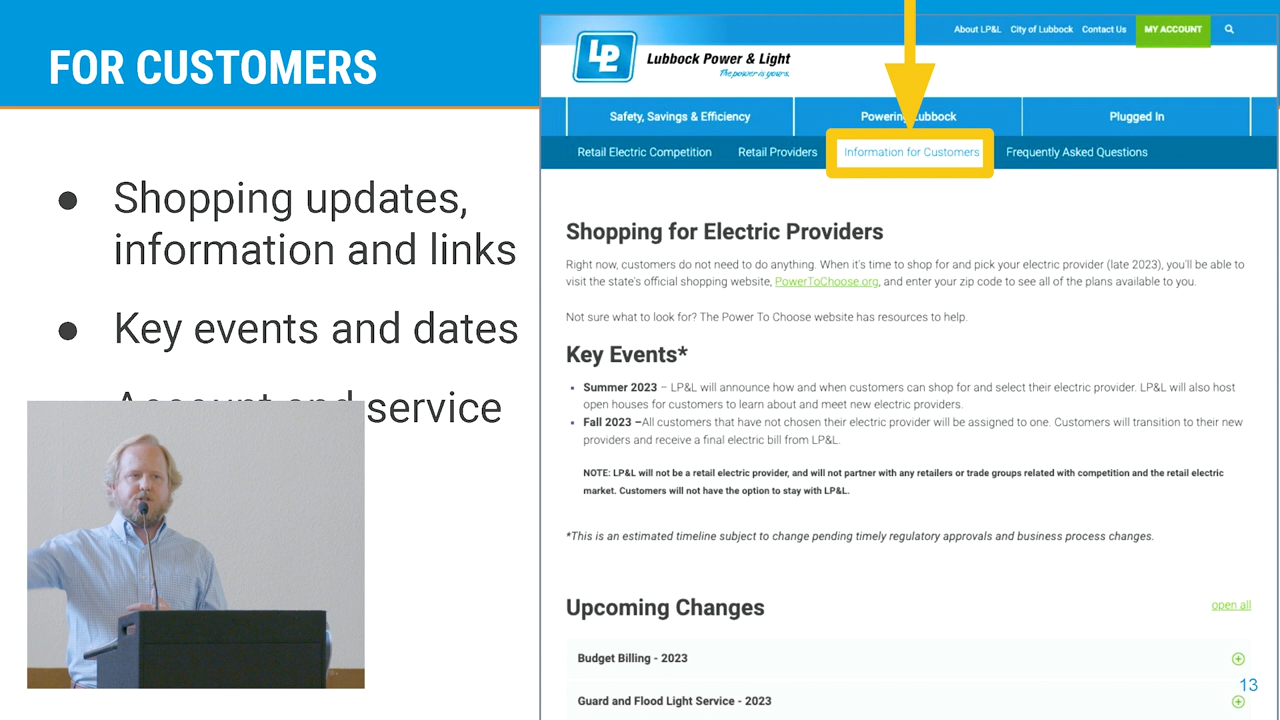 FOR CUSTOMERS
● Shopping updates,
information and links
● Key events and dates
Account and service
LP&L
Lubbock Power & Light
The power is yours.
About LP&L City of Lubbock Contact Us MY ACCOUNT
Safety, Savings & Efficiency Powering Lubbock Plugged In
Retail Electric Competition Retail Providers Information for Customers Frequently Asked Questions
Shopping for Electric Providers
Right now, customers do not need to do anything. When it's time to shop for and pick your electric provider (late 2023), you'll be able to
visit the state's official shopping website, PowerToChoose.org, and enter your zip code to see all of the plans available to you.
Not sure what to look for? The Power To Choose website has resources to help.
Key Events*
• Summer 2023 – LP&L will announce how and when customers can shop for and select their electric provider. LP&L will also host
open houses for customers to learn about and meet new electric providers.
• Fall 2023 –All customers that have not chosen their electric provider will be assigned to one. Customers will transition to their new
providers and receive a final electric bill from LP&L.
NOTE: LP&L will not be a retail electric provider, and will not partner with any retailers or trade groups related with competition and the retail electric
market. Customers will not have the option to stay with LP&L.
*This is an estimated timeline subject to change pending timely regulatory approvals and business process changes.
Upcoming Changes open all
Budget Billing - 2023
13
Guard and Flood Light Service - 2023